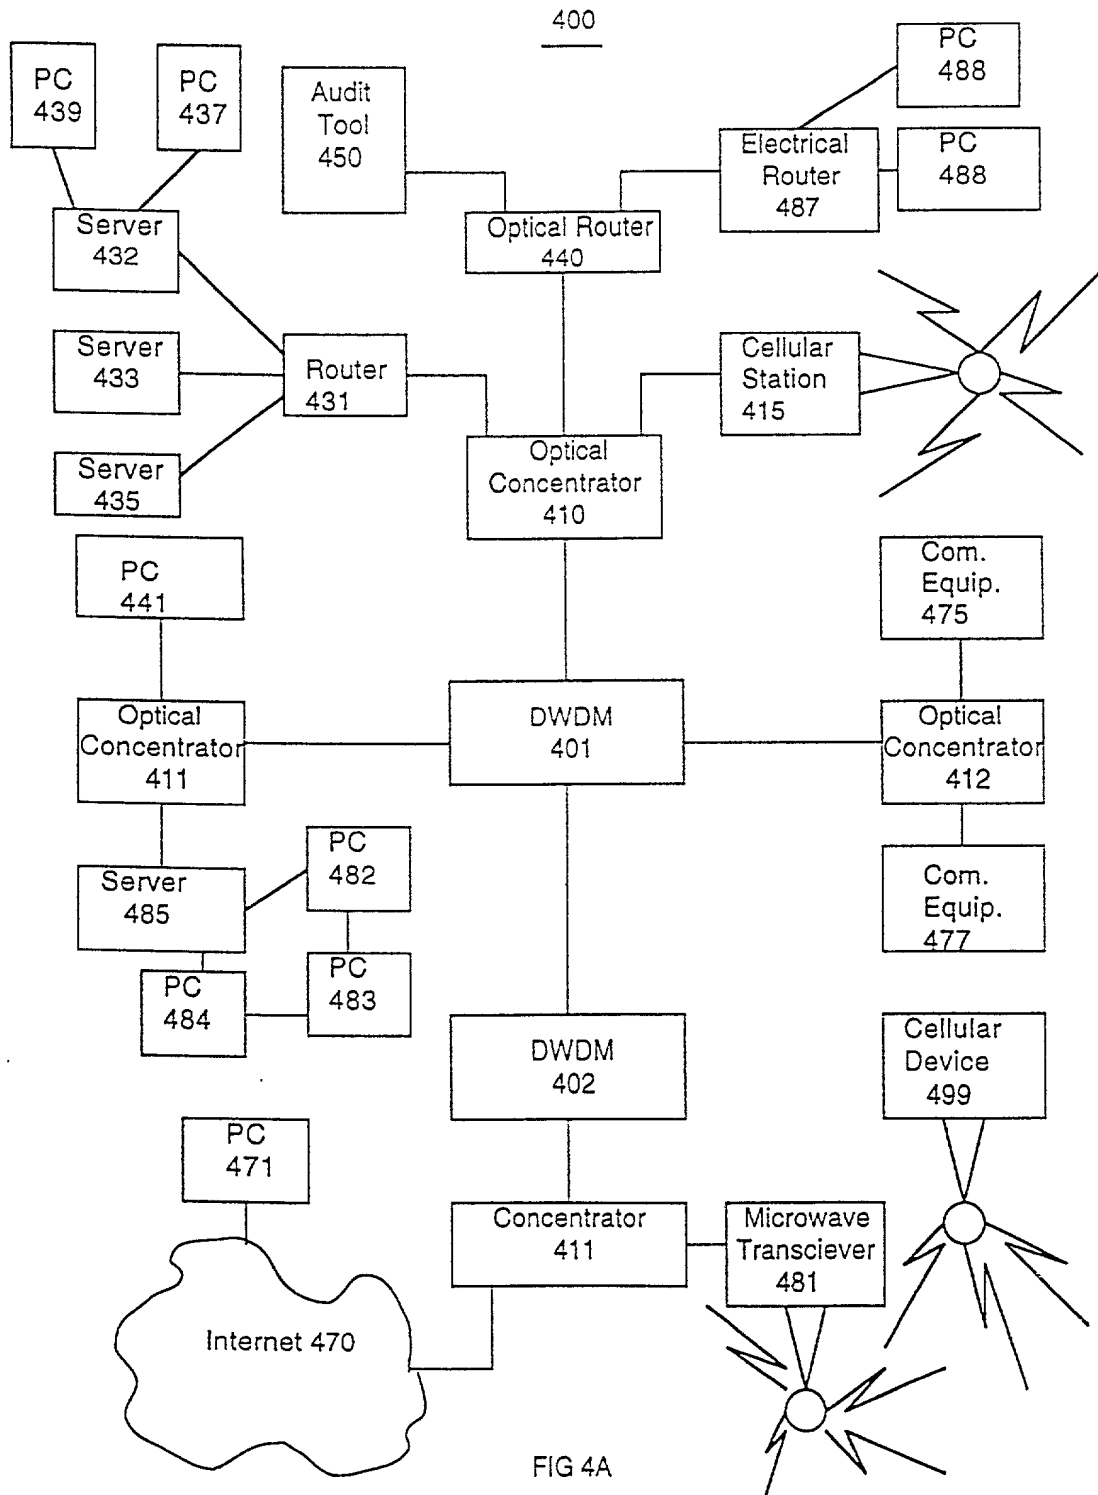 400
PC
439
PC
437
Audit
Tool
450
PC
488
Electrical
Router
487
PC
488
Server
432
Optical Router
440
Server
433
Router
431
Cellular
Station
415
Server
435
Optical
Concentrator
410
PC
441
Com.
Equip.
475
Optical
Concentrator
411
DWDM
401
Optical
Concentrator
412
Server
485
PC
482
PC
483
PC
484
Com.
Equip.
477
DWDM
402
Cellular
Device
499
PC
471
Concentrator
411
Microwave
Transciever
481
Internet 470
FIG 4A